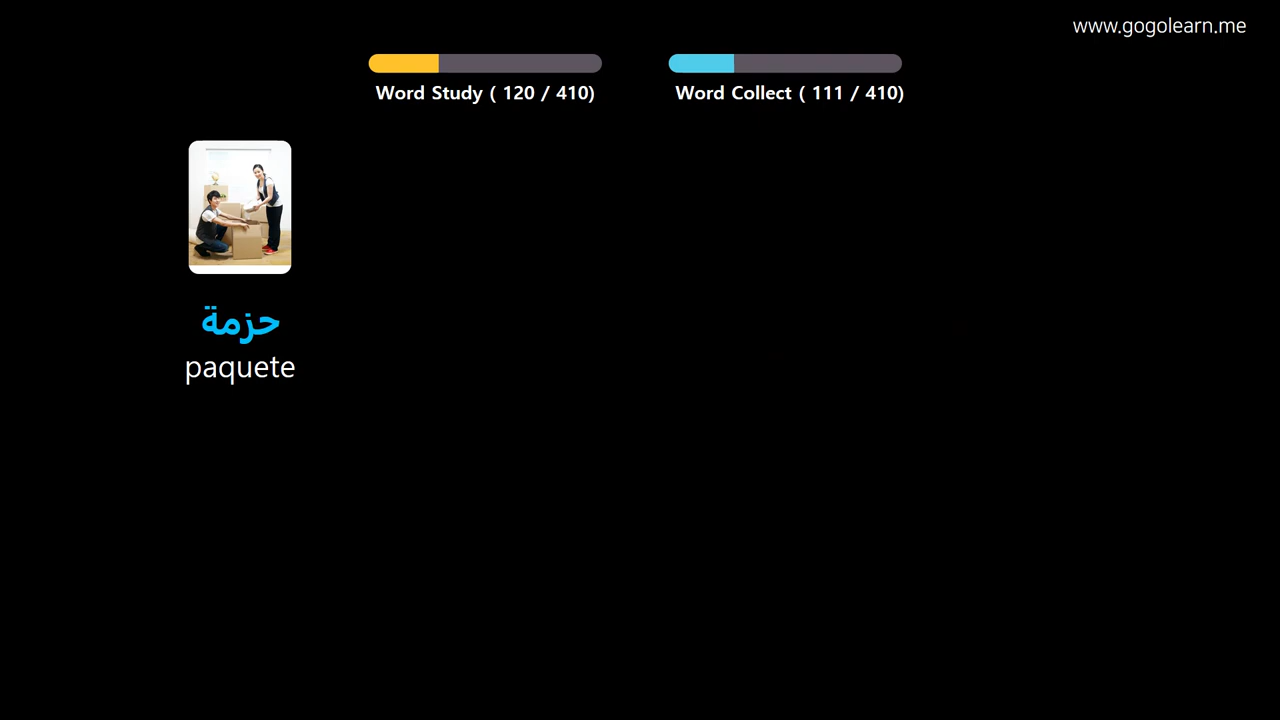 www.gogolearn.me
Word Study ( 120 / 410)
Word Collect ( 111 / 410)
حزمة
paquete